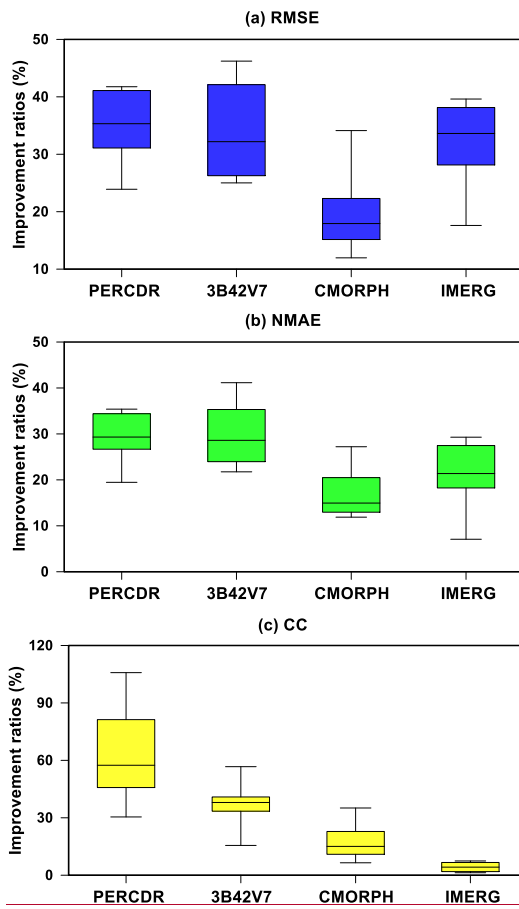 (a) RMSE
Improvement ratios (%)
50
40
30
20
10
PERCDR 3B42V7 CMORPH IMERG
(b) NMAE
Improvement ratios (%)
50
40
30
20
10
0
PERCDR 3B42V7 CMORPH IMERG
(c) CC
Improvement ratios (%)
120
90
60
30
0
PERCDR 3B42V7 CMORPH IMERG